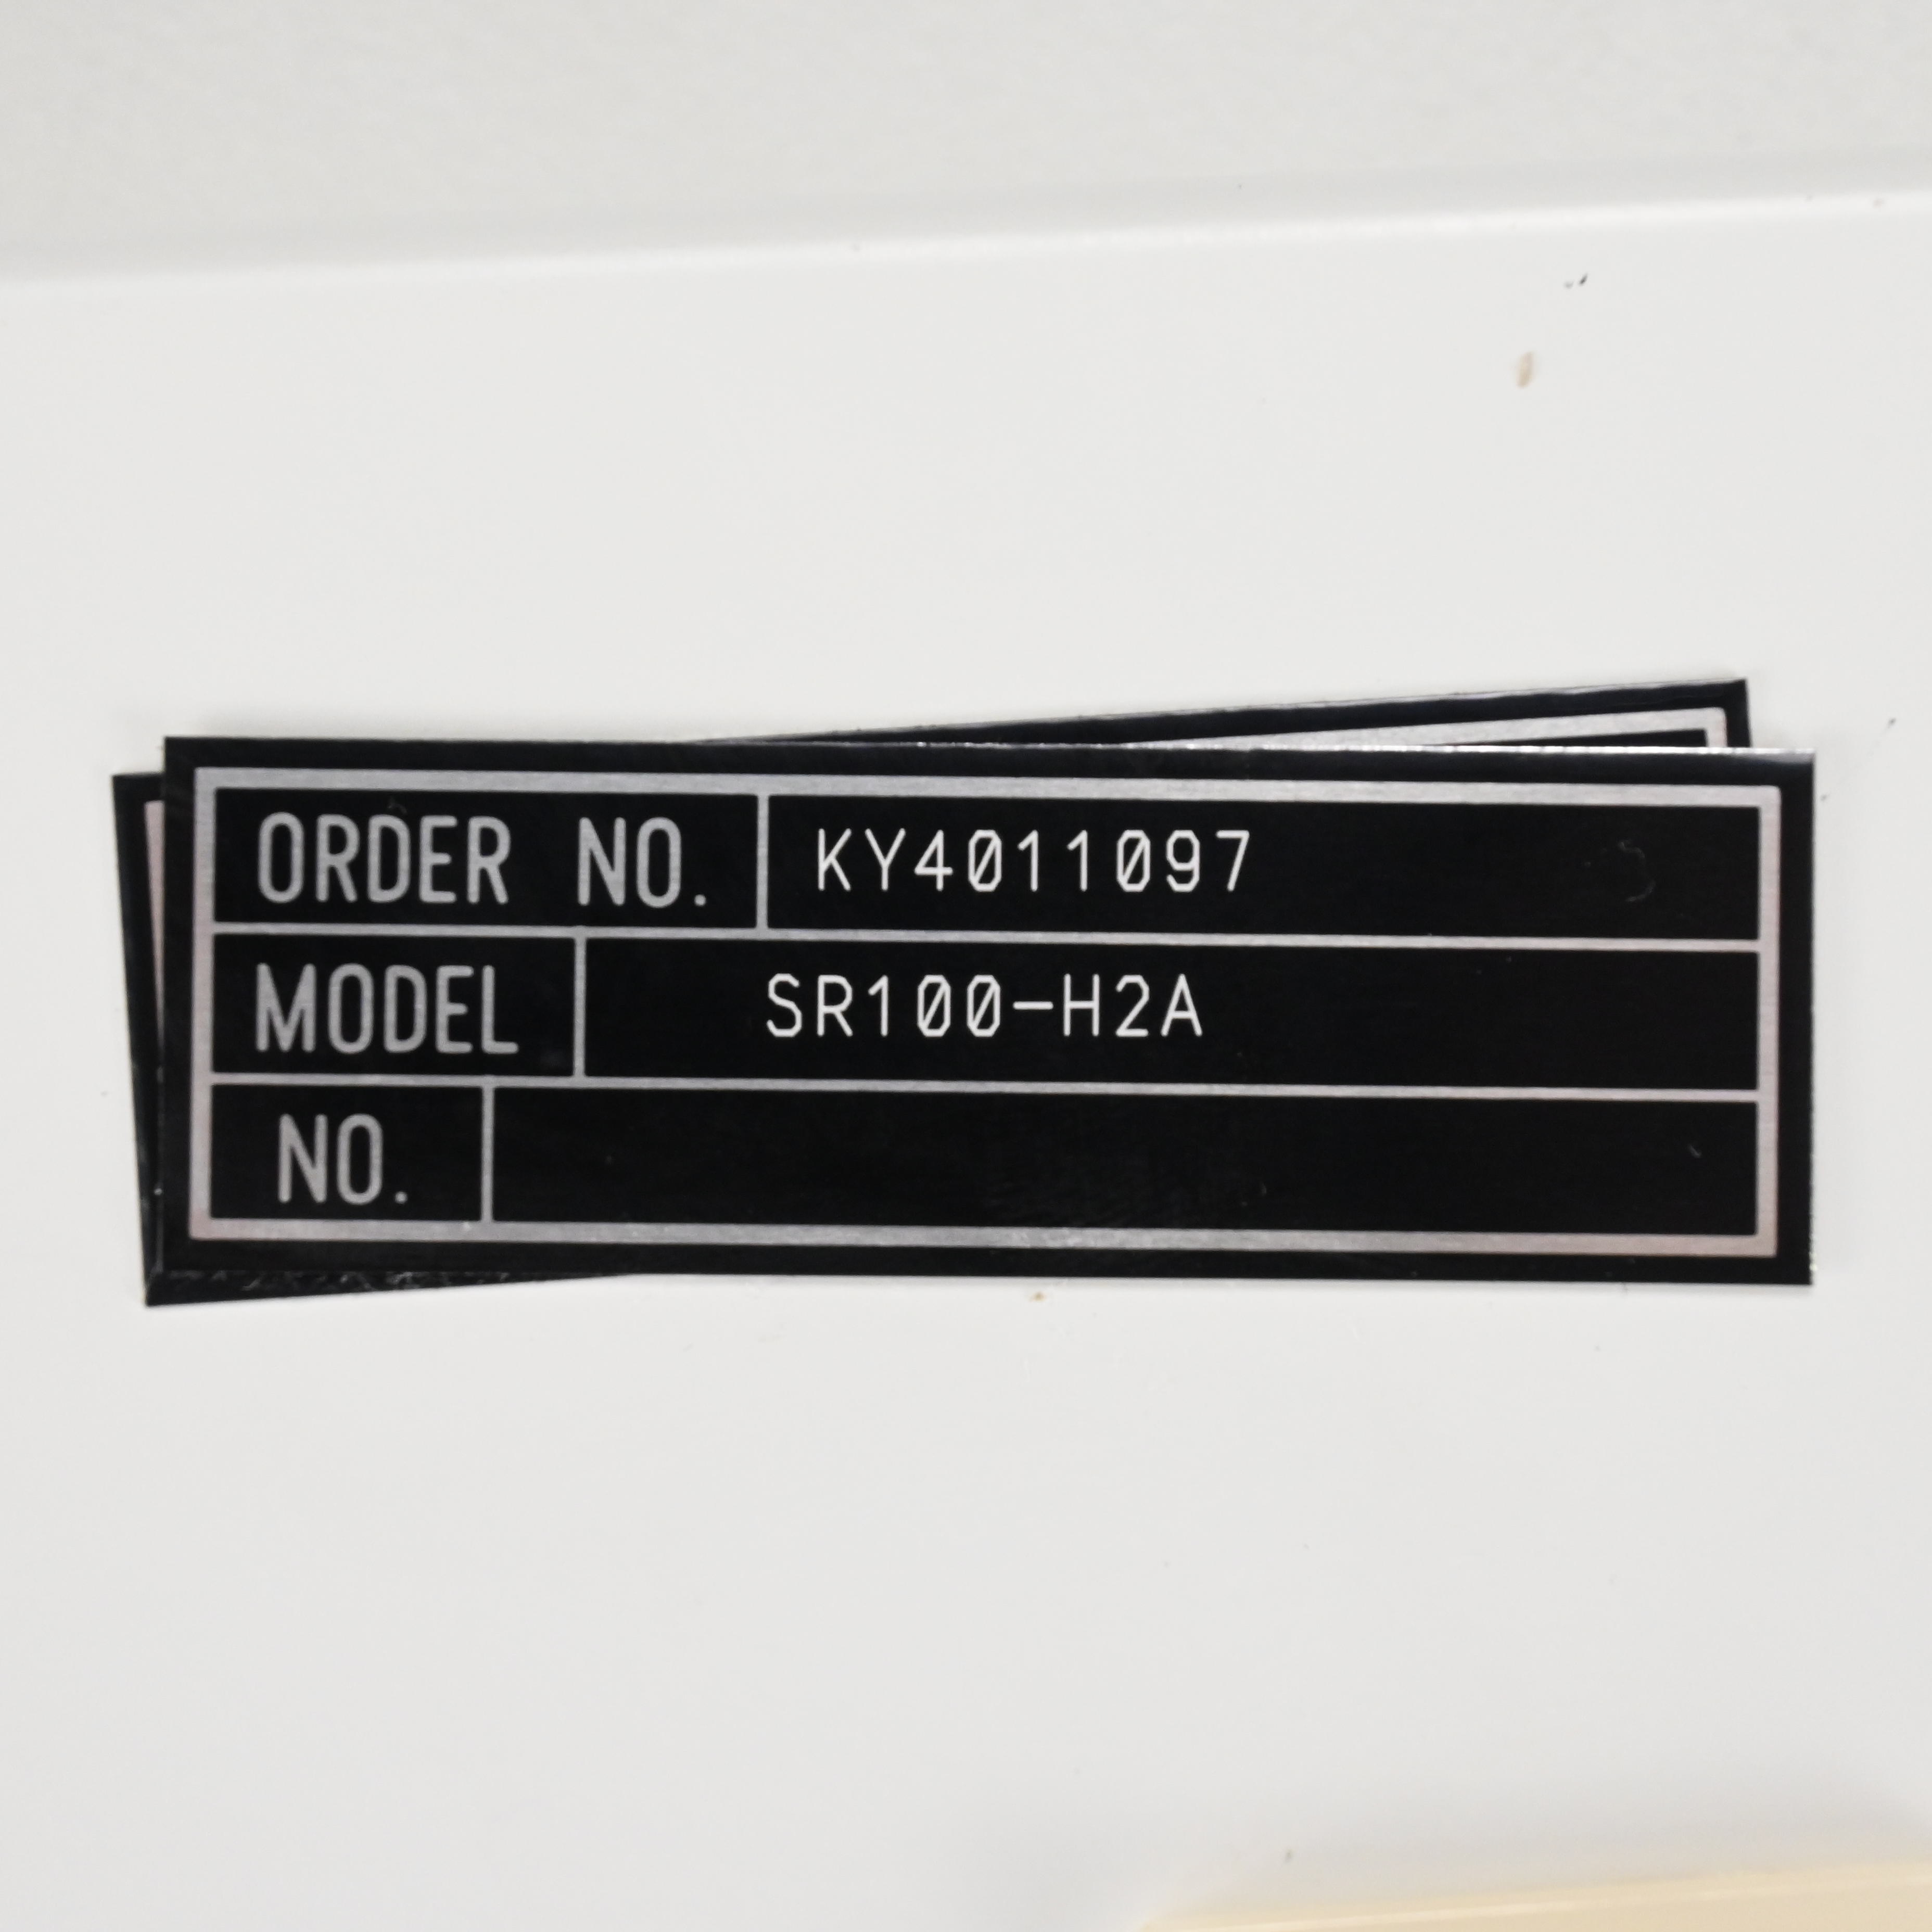 ORDER NO. KY4011097
MODEL SR100-H2A
NO.